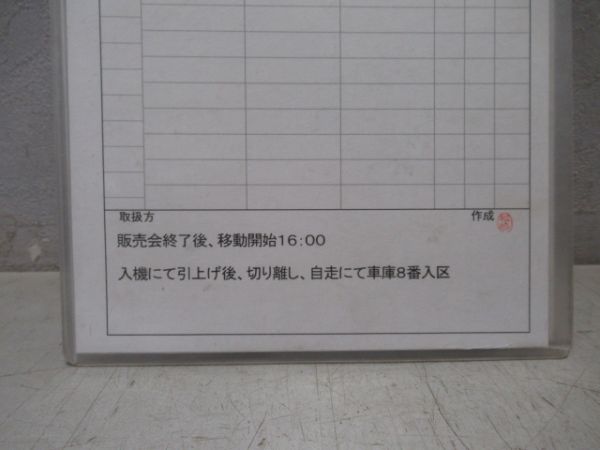 取扱方
作成
販売会終了後、移動開始16:00
入機にて引上げ後、切り離し、自走にて車庫8番入区